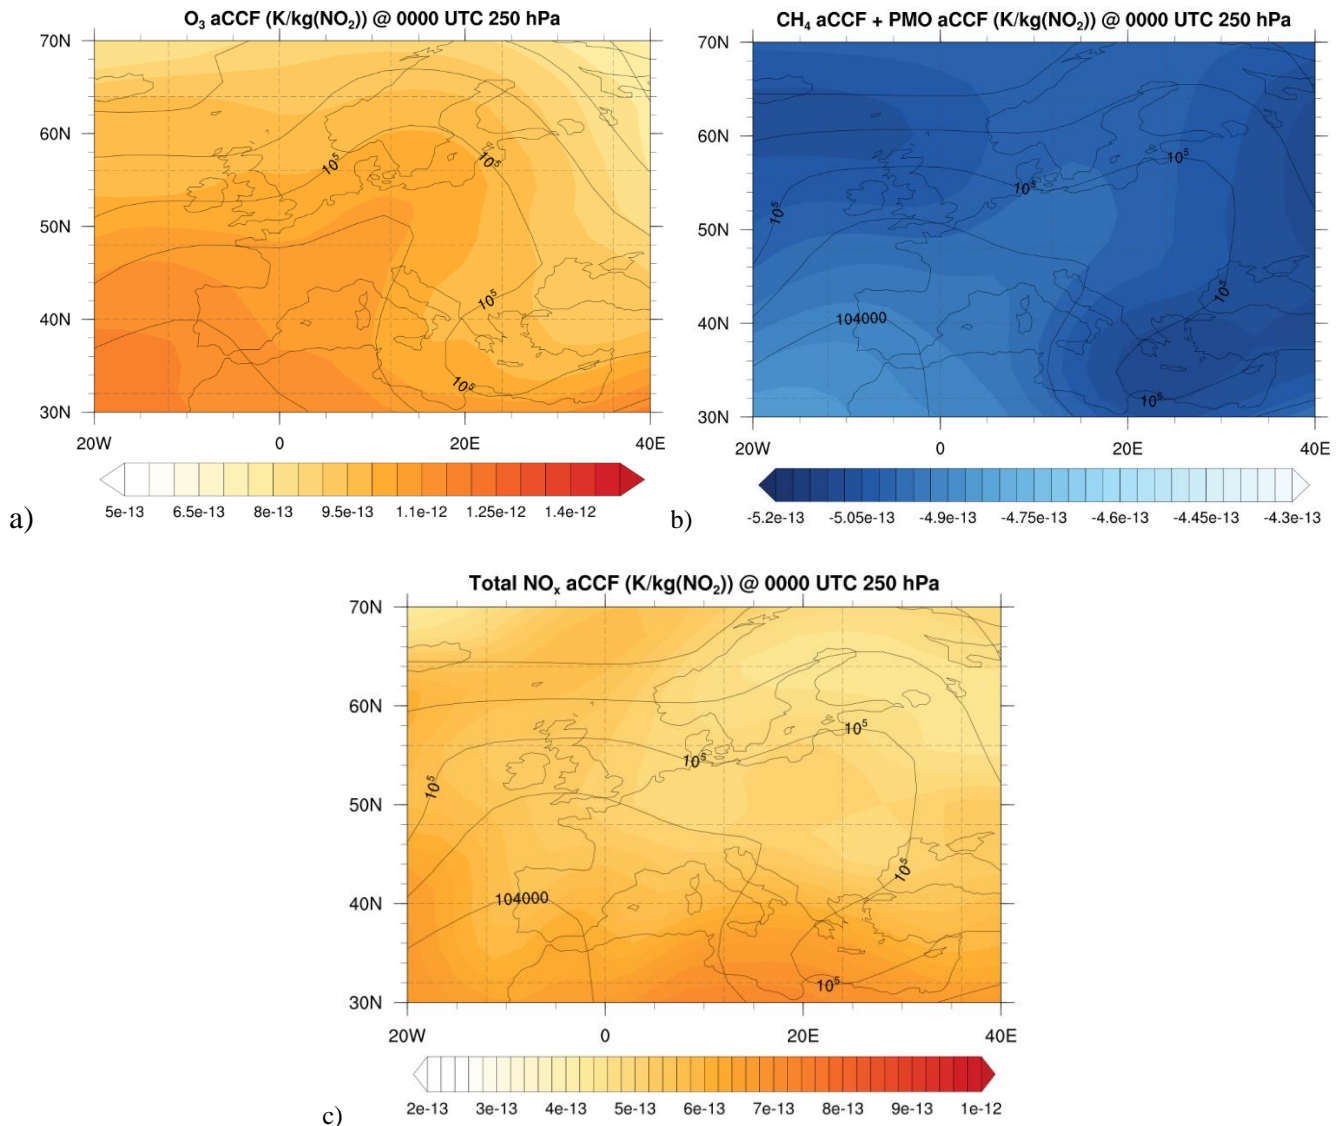 O₃ aCCF (K/kg(NO₂)) @ 0000 UTC 250 hPa
70N
60N
50N
40N
30N
20W 0 20E 40E
10⁵
10⁵
10⁵
10⁵
5e-13 6.5e-13 8e-13 9.5e-13 1.1e-12 1.25e-12 1.4e-12
a)
CH₄ aCCF + PMO aCCF (K/kg(NO₂)) @ 0000 UTC 250 hPa
70N
60N
50N
40N
30N
20W 0 20E 40E
10⁵
10⁵
10⁵
10⁵
104000
10⁵
-5.2e-13 -5.05e-13 -4.9e-13 -4.75e-13 -4.6e-13 -4.45e-13 -4.3e-13
b)
Total NOₓ aCCF (K/kg(NO₂)) @ 0000 UTC 250 hPa
70N
60N
50N
40N
30N
20W 0 20E 40E
10⁵
10⁵
10⁵
10⁵
104000
10⁵
2e-13 3e-13 4e-13 5e-13 6e-13 7e-13 8e-13 9e-13 1e-12
c)